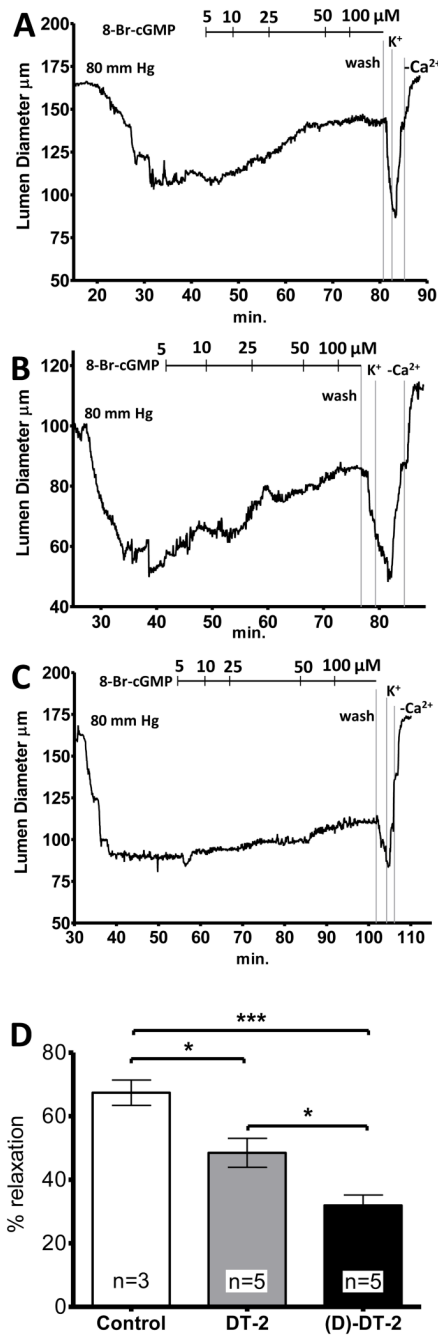 A
8-Br-cGMP 5 10 25 50 100 µM
wash K⁺ -Ca²⁺
80 mm Hg
Lumen Diameter µm
200
175
150
125
100
75
50
20 30 40 50 60 70 80 90
min.
B
8-Br-cGMP 5 10 25 50 100 µM
wash K⁺ -Ca²⁺
80 mm Hg
Lumen Diameter µm
120
100
80
60
40
30 40 50 60 70 80
min.
C
8-Br-cGMP 5 10 25 50 100 µM
wash K⁺ -Ca²⁺
80 mm Hg
Lumen Diameter µm
200
175
150
125
100
75
50
30 40 50 60 70 80 90 100 110
min.
D
***
* *
% relaxation
80
60
40
20
0
n=3 n=5 n=5
Control DT-2 (D)-DT-2